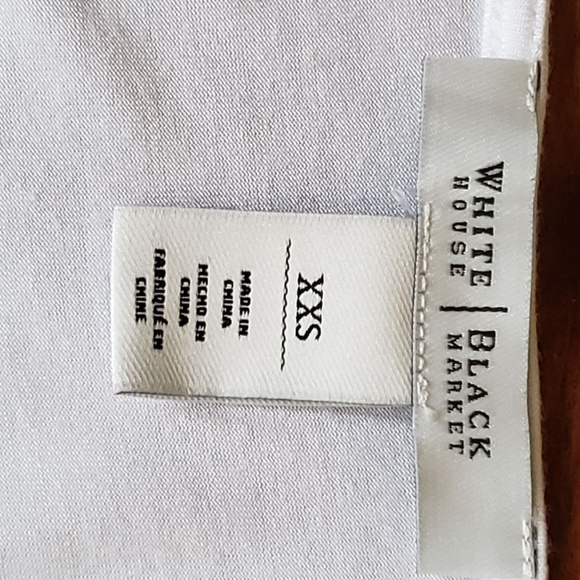 WHITE | BLACK
HOUSE MARKET
XXS
MADE IN
CHINA
HECHO EN
CHINA
FABRIQUÉ EN
CHINE